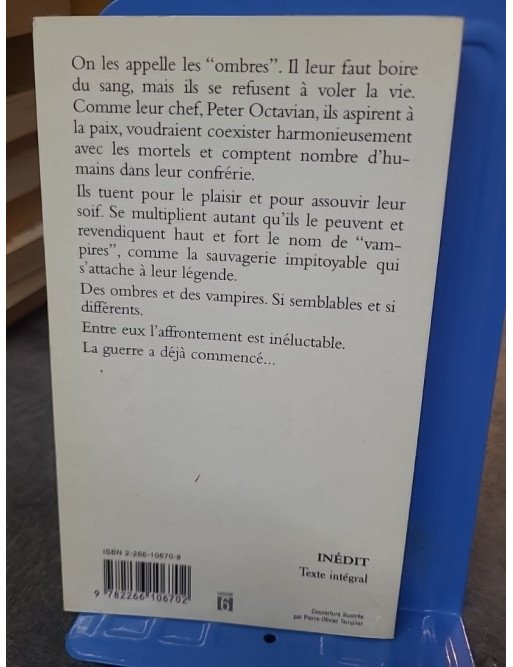 On les appelle les “ombres”. Il leur faut boire
du sang, mais ils se refusent à voler la vie.
Comme leur chef, Peter Octavian, ils aspirent à
la paix, voudraient coexister harmonieusement
avec les mortels et comptent nombre d’hu-
mains dans leur confrérie.
Ils tuent pour le plaisir et pour assouvir leur
soif. Se multiplient autant qu’ils le peuvent et
revendiquent haut et fort le nom de “vam-
pires”, comme la sauvagerie impitoyable qui
s’attache à leur légende.
Des ombres et des vampires. Si semblables et si
différents.
Entre eux l’affrontement est inéluctable.
La guerre a déjà commencé...
ISBN 2-266-10670-6
9 782266 106702
6
INÉDIT
Texte intégral
Couverture illustrée
par Pierre-Olivier Templier